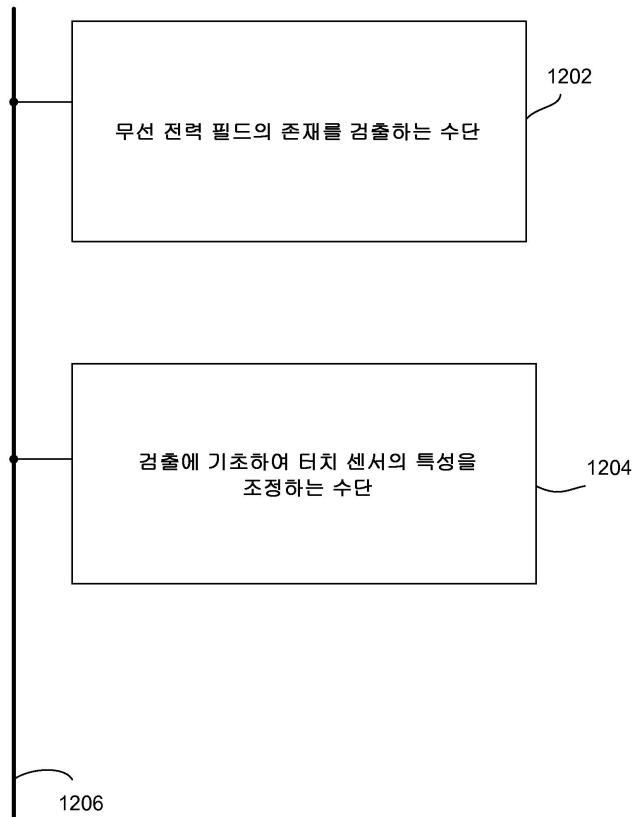 1202
무선 전력 필드의 존재를 검출하는 수단
검출에 기초하여 터치 센서의 특성을
조정하는 수단
1204
1206